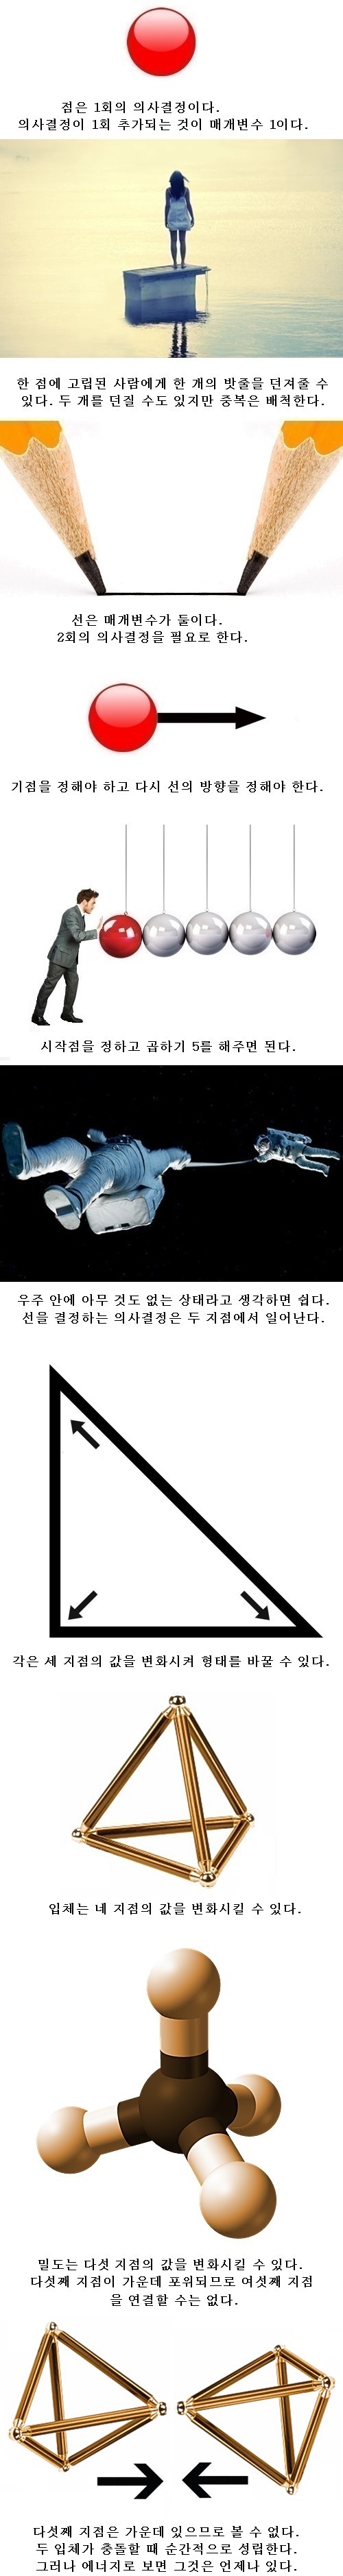 점은 1회의 의사결정이다.
의사결정이 1회 추가되는 것이 매개변수 1이다.
한 점에 고립된 사람에게 한 개의 밧줄을 던져줄 수
있다. 두 개를 던질 수도 있지만 중복은 배척한다.
선은 매개변수가 둘이다.
2회의 의사결정을 필요로 한다.
기점을 정해야 하고 다시 선의 방향을 정해야 한다.
시작점을 정하고 곱하기 5를 해주면 된다.
우주 안에 아무 것도 없는 상태라고 생각하면 쉽다.
선을 결정하는 의사결정은 두 지점에서 일어난다.
각은 세 지점의 값을 변화시켜 형태를 바꿀 수 있다.
입체는 네 지점의 값을 변화시킬 수 있다.
밀도는 다섯 지점의 값을 변화시킬 수 있다.
다섯째 지점이 가운데 포위되므로 여섯째 지점
을 연결할 수는 없다.
다섯째 지점은 가운데 있으므로 볼 수 없다.
두 입체가 충돌할 때 순간적으로 성립한다.
그러나 에너지로 보면 그것은 언제나 있다.